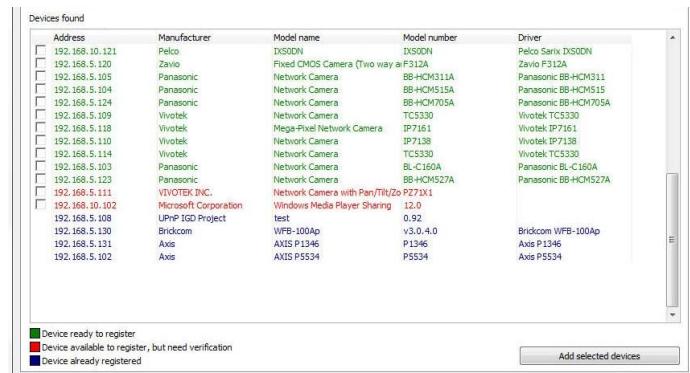 Devices found
Address Manufacturer Model name Model number Driver
192.168.10.121 Pelco IXS0DN IXS0DN Pelco Sarix IXS0DN
192.168.5.120 Zavio Fixed CMOS Camera (Two way ai F312A Zavio F312A
192.168.5.105 Panasonic Network Camera BB-HCM311A Panasonic BB-HCM311
192.168.5.104 Panasonic Network Camera BB-HCM515A Panasonic BB-HCM515
192.168.5.124 Panasonic Network Camera BB-HCM705A Panasonic BB-HCM705A
192.168.5.109 Vivotek Network Camera TC5330 Vivotek TC5330
192.168.5.118 Vivotek Mega-Pixel Network Camera IP7161 Vivotek IP7161
192.168.5.110 Vivotek Network Camera IP7138 Vivotek IP7138
192.168.5.114 Vivotek Network Camera TC5330 Vivotek TC5330
192.168.5.103 Panasonic Network Camera BL-C160A Panasonic BL-C160A
192.168.5.123 Panasonic Network Camera BB-HCM527A Panasonic BB-HCM527A
192.168.5.111 VIVOTEK INC. Network Camera with Pan/Tilt/Zo PZ71X1
192.168.10.102 Microsoft Corporation Windows Media Player Sharing 12.0
192.168.5.108 UPnP IGD Project test 0.92
192.168.5.130 Brickcom WFB-100Ap v3.0.4.0 Brickcom WFB-100Ap
192.168.5.131 Axis AXIS P1346 P1346 Axis P1346
192.168.5.102 Axis AXIS P5534 P5534 Axis P5534
Device ready to register
Device available to register, but need verification
Device already registered
Add selected devices